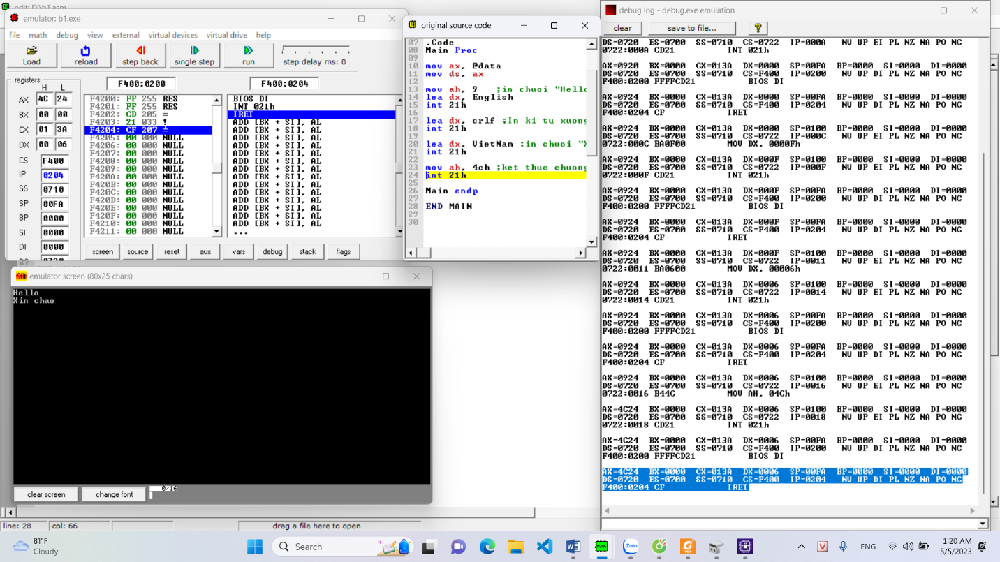 edit: D:\b1.asm
emulator: b1.exe_
file math debug view external virtual devices virtual drive help
Load reload step back single step run step delay ms: 0
registers
H L
F400:0200 F400:0204
AX 4C 24
BX 00 00
CX 01 3A
DX 00 06
CS F400
IP 0204
SS 0710
SP 00FA
BP 0000
SI 0000
DI 0000
F4200: FF 255 RES
F4201: FF 255 RES
F4202: CD 205 =
F4203: 21 033 !
F4204: CF 207 ╧
F4205: 00 000 NULL
F4206: 00 000 NULL
F4207: 00 000 NULL
F4208: 00 000 NULL
F4209: 00 000 NULL
F420A: 00 000 NULL
F420B: 00 000 NULL
F420C: 00 000 NULL
F420D: 00 000 NULL
F420E: 00 000 NULL
F420F: 00 000 NULL
F4210: 00 000 NULL
F4211: 00 000 NULL
BIOS DI
INT 021h
IRET
ADD [BX + SI], AL
ADD [BX + SI], AL
ADD [BX + SI], AL
ADD [BX + SI], AL
ADD [BX + SI], AL
ADD [BX + SI], AL
ADD [BX + SI], AL
ADD [BX + SI], AL
ADD [BX + SI], AL
ADD [BX + SI], AL
ADD [BX + SI], AL
ADD [BX + SI], AL
ADD [BX + SI], AL
ADD [BX + SI], AL
...
screen source reset aux vars debug stack flags
original source code
07 .Code
08 Main Proc
09
10 mov ax, @data
11 mov ds, ax
12
13 mov ah, 9 ;in chuoi "Hello
14 lea dx, English
15 int 21h
16
17 lea dx, crlf ;In ki tu xuong
18 int 21h
19
20 lea dx, VietNam ;in chuoi "X
21 int 21h
22
23 mov ah, 4ch ;ket thuc chuong
24 int 21h
25
26 Main endp
27
28 END MAIN
29
30
emulator screen (80x25 chars)
Hello
Xin chao
clear screen change font 0/16
debug log - debug.exe emulation
clear save to file... ?
DS=0720 ES=0700 SS=0710 CS=0722 IP=000A NV UP EI PL NZ NA PO NC
0722:000A CD21 INT 021h
AX=0920 BX=0000 CX=013A DX=0000 SP=00FA BP=0000 SI=0000 DI=0000
DS=0720 ES=0700 SS=0710 CS=F400 IP=0200 NV UP DI PL NZ NA PO NC
F400:0200 FFFFCD21 BIOS DI
AX=0924 BX=0000 CX=013A DX=0000 SP=00FA BP=0000 SI=0000 DI=0000
DS=0720 ES=0700 SS=0710 CS=F400 IP=0204 NV UP DI PL NZ NA PO NC
F400:0204 CF IRET
AX=0924 BX=0000 CX=013A DX=0000 SP=0100 BP=0000 SI=0000 DI=0000
DS=0720 ES=0700 SS=0710 CS=0722 IP=000C NV UP EI PL NZ NA PO NC
0722:000C BA0F00 MOV DX, 0000Fh
AX=0924 BX=0000 CX=013A DX=000F SP=0100 BP=0000 SI=0000 DI=0000
DS=0720 ES=0700 SS=0710 CS=0722 IP=000F NV UP EI PL NZ NA PO NC
0722:000F CD21 INT 021h
AX=0924 BX=0000 CX=013A DX=000F SP=00FA BP=0000 SI=0000 DI=0000
DS=0720 ES=0700 SS=0710 CS=F400 IP=0200 NV UP DI PL NZ NA PO NC
F400:0200 FFFFCD21 BIOS DI
AX=0924 BX=0000 CX=013A DX=000F SP=00FA BP=0000 SI=0000 DI=0000
DS=0720 ES=0700 SS=0710 CS=F400 IP=0204 NV UP DI PL NZ NA PO NC
F400:0204 CF IRET
AX=0924 BX=0000 CX=013A DX=000F SP=0100 BP=0000 SI=0000 DI=0000
DS=0720 ES=0700 SS=0710 CS=0722 IP=0011 NV UP EI PL NZ NA PO NC
0722:0011 BA0600 MOV DX, 00006h
AX=0924 BX=0000 CX=013A DX=0006 SP=0100 BP=0000 SI=0000 DI=0000
DS=0720 ES=0700 SS=0710 CS=0722 IP=0014 NV UP EI PL NZ NA PO NC
0722:0014 CD21 INT 021h
AX=0924 BX=0000 CX=013A DX=0006 SP=00FA BP=0000 SI=0000 DI=0000
DS=0720 ES=0700 SS=0710 CS=F400 IP=0200 NV UP DI PL NZ NA PO NC
F400:0200 FFFFCD21 BIOS DI
AX=0924 BX=0000 CX=013A DX=0006 SP=00FA BP=0000 SI=0000 DI=0000
DS=0720 ES=0700 SS=0710 CS=F400 IP=0204 NV UP DI PL NZ NA PO NC
F400:0204 CF IRET
AX=0924 BX=0000 CX=013A DX=0006 SP=0100 BP=0000 SI=0000 DI=0000
DS=0720 ES=0700 SS=0710 CS=0722 IP=0016 NV UP EI PL NZ NA PO NC
0722:0016 B44C MOV AH, 04Ch
AX=4C24 BX=0000 CX=013A DX=0006 SP=0100 BP=0000 SI=0000 DI=0000
DS=0720 ES=0700 SS=0710 CS=0722 IP=0018 NV UP EI PL NZ NA PO NC
0722:0018 CD21 INT 021h
AX=4C24 BX=0000 CX=013A DX=0006 SP=00FA BP=0000 SI=0000 DI=0000
DS=0720 ES=0700 SS=0710 CS=F400 IP=0200 NV UP DI PL NZ NA PO NC
F400:0200 FFFFCD21 BIOS DI
AX=4C24 BX=0000 CX=013A DX=0006 SP=00FA BP=0000 SI=0000 DI=0000
DS=0720 ES=0700 SS=0710 CS=F400 IP=0204 NV UP DI PL NZ NA PO NC
F400:0204 CF IRET
line: 28 col: 66 drag a file here to open
81°F
Cloudy
Search
Zalo
PDF
V
ENG
1:20 AM
5/5/2023